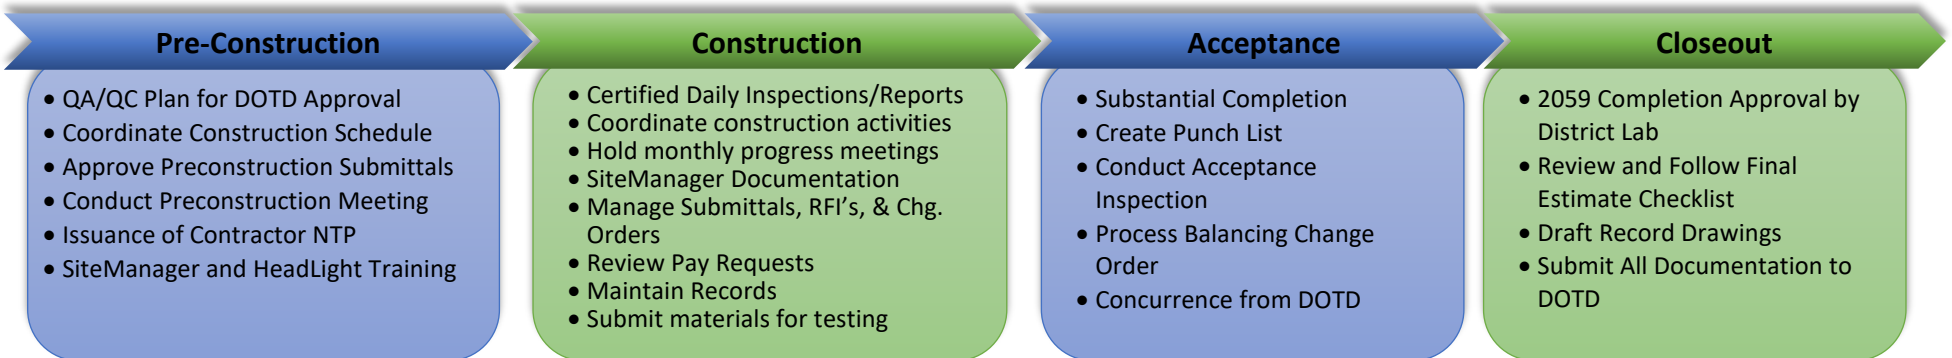 Pre-Construction
• QA/QC Plan for DOTD Approval
• Coordinate Construction Schedule
• Approve Preconstruction Submittals
• Conduct Preconstruction Meeting
• Issuance of Contractor NTP
• SiteManager and HeadLight Training
Construction
• Certified Daily Inspections/Reports
• Coordinate construction activities
• Hold monthly progress meetings
• SiteManager Documentation
• Manage Submittals, RFI’s, & Chg.
Orders
• Review Pay Requests
• Maintain Records
• Submit materials for testing
Acceptance
• Substantial Completion
• Create Punch List
• Conduct Acceptance
Inspection
• Process Balancing Change
Order
• Concurrence from DOTD
Closeout
• 2059 Completion Approval by
District Lab
• Review and Follow Final
Estimate Checklist
• Draft Record Drawings
• Submit All Documentation to
DOTD